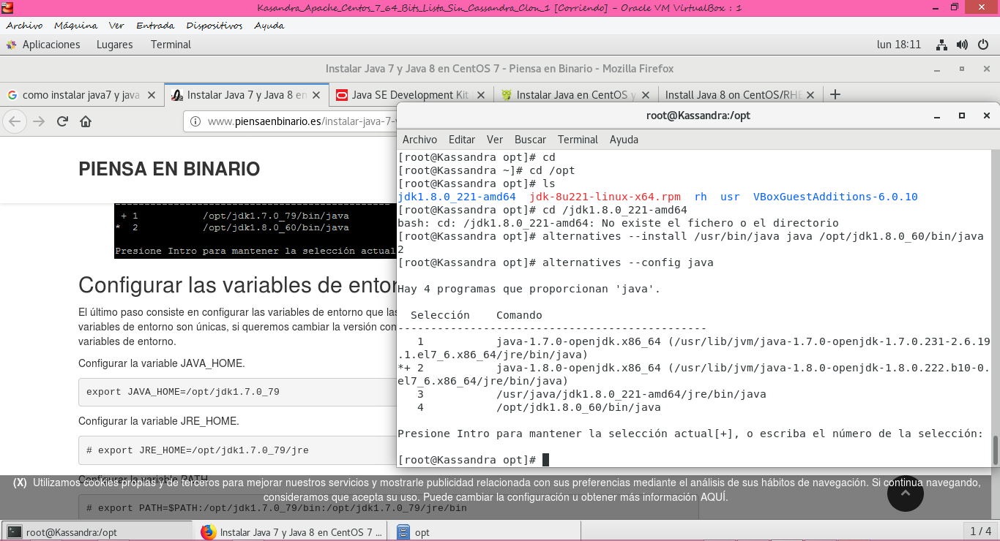 Kasandra_Apache_Centos_7_64_Bits_Lista_Sin_Cassandra_Clon_1 [Corriendo] - Oracle VM VirtualBox : 1
Archivo Máquina Ver Entrada Dispositivos Ayuda
Aplicaciones Lugares Terminal lun 18:11
Instalar Java 7 y Java 8 en CentOS 7 - Piensa en Binario - Mozilla Firefox
como instalar java7 y java Instalar Java 7 y Java 8 en Java SE Development Kit Instalar Java en CentOS y Install Java 8 on CentOS/RHE
www.piensaenbinario.es/instalar-java-7-
PIENSA EN BINARIO
+ 1 /opt/jdk1.7.0_79/bin/java
* 2 /opt/jdk1.8.0_60/bin/java
Presione Intro para mantener la selección actual
Configurar las variables de entor
El último paso consiste en configurar las variables de entorno que las
variables de entorno son únicas, si queremos cambiar la versión con
variables de entorno.
Configurar la variable JAVA_HOME.
export JAVA_HOME=/opt/jdk1.7.0_79
Configurar la variable JRE_HOME.
# export JRE_HOME=/opt/jdk1.7.0_79/jre
Configurar la variable PATH
# export PATH=$PATH:/opt/jdk1.7.0_79/bin:/opt/jdk1.7.0_79/jre/bin
(X) Utilizamos cookies propias y de terceros para mejorar nuestros servicios y mostrarle publicidad relacionada con sus preferencias mediante el análisis de sus hábitos de navegación. Si continua navegando,
consideramos que acepta su uso. Puede cambiar la configuración u obtener más información AQUÍ.
root@Kassandra:/opt
Archivo Editar Ver Buscar Terminal Ayuda
[root@Kassandra opt]# cd
[root@Kassandra ~]# cd /opt
[root@Kassandra opt]# ls
jdk1.8.0_221-amd64 jdk-8u221-linux-x64.rpm rh usr VBoxGuestAdditions-6.0.10
[root@Kassandra opt]# cd /jdk1.8.0_221-amd64
bash: cd: /jdk1.8.0_221-amd64: No existe el fichero o el directorio
[root@Kassandra opt]# alternatives --install /usr/bin/java java /opt/jdk1.8.0_60/bin/java
2
[root@Kassandra opt]# alternatives --config java
Hay 4 programas que proporcionan 'java'.
Selección Comando
-----------------------------------------------
1 java-1.7.0-openjdk.x86_64 (/usr/lib/jvm/java-1.7.0-openjdk-1.7.0.231-2.6.19
.1.el7_6.x86_64/jre/bin/java)
*+ 2 java-1.8.0-openjdk.x86_64 (/usr/lib/jvm/java-1.8.0-openjdk-1.8.0.222.b10-0.
el7_6.x86_64/jre/bin/java)
3 /usr/java/jdk1.8.0_221-amd64/jre/bin/java
4 /opt/jdk1.8.0_60/bin/java
Presione Intro para mantener la selección actual[+], o escriba el número de la selección:
[root@Kassandra opt]#
root@Kassandra:/opt Instalar Java 7 y Java 8 en CentOS 7 ... opt 1 / 4